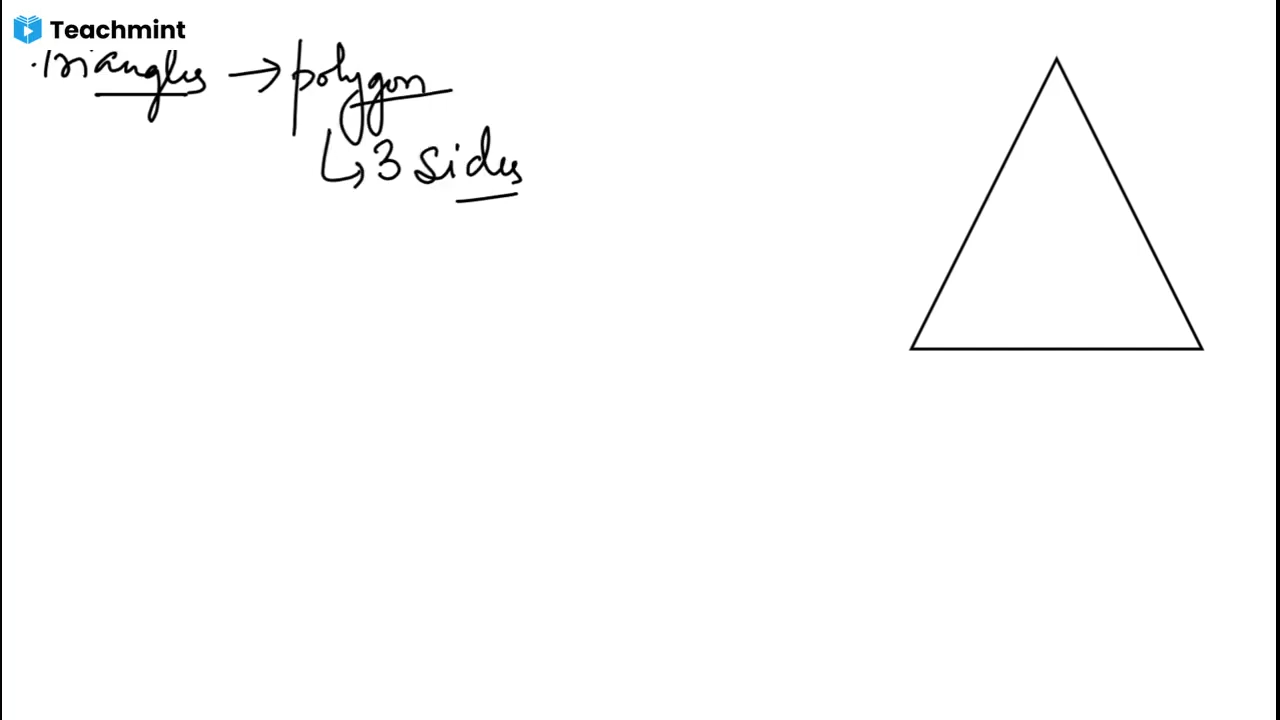 Teachmint
triangles → polygon
↳ 3 sides